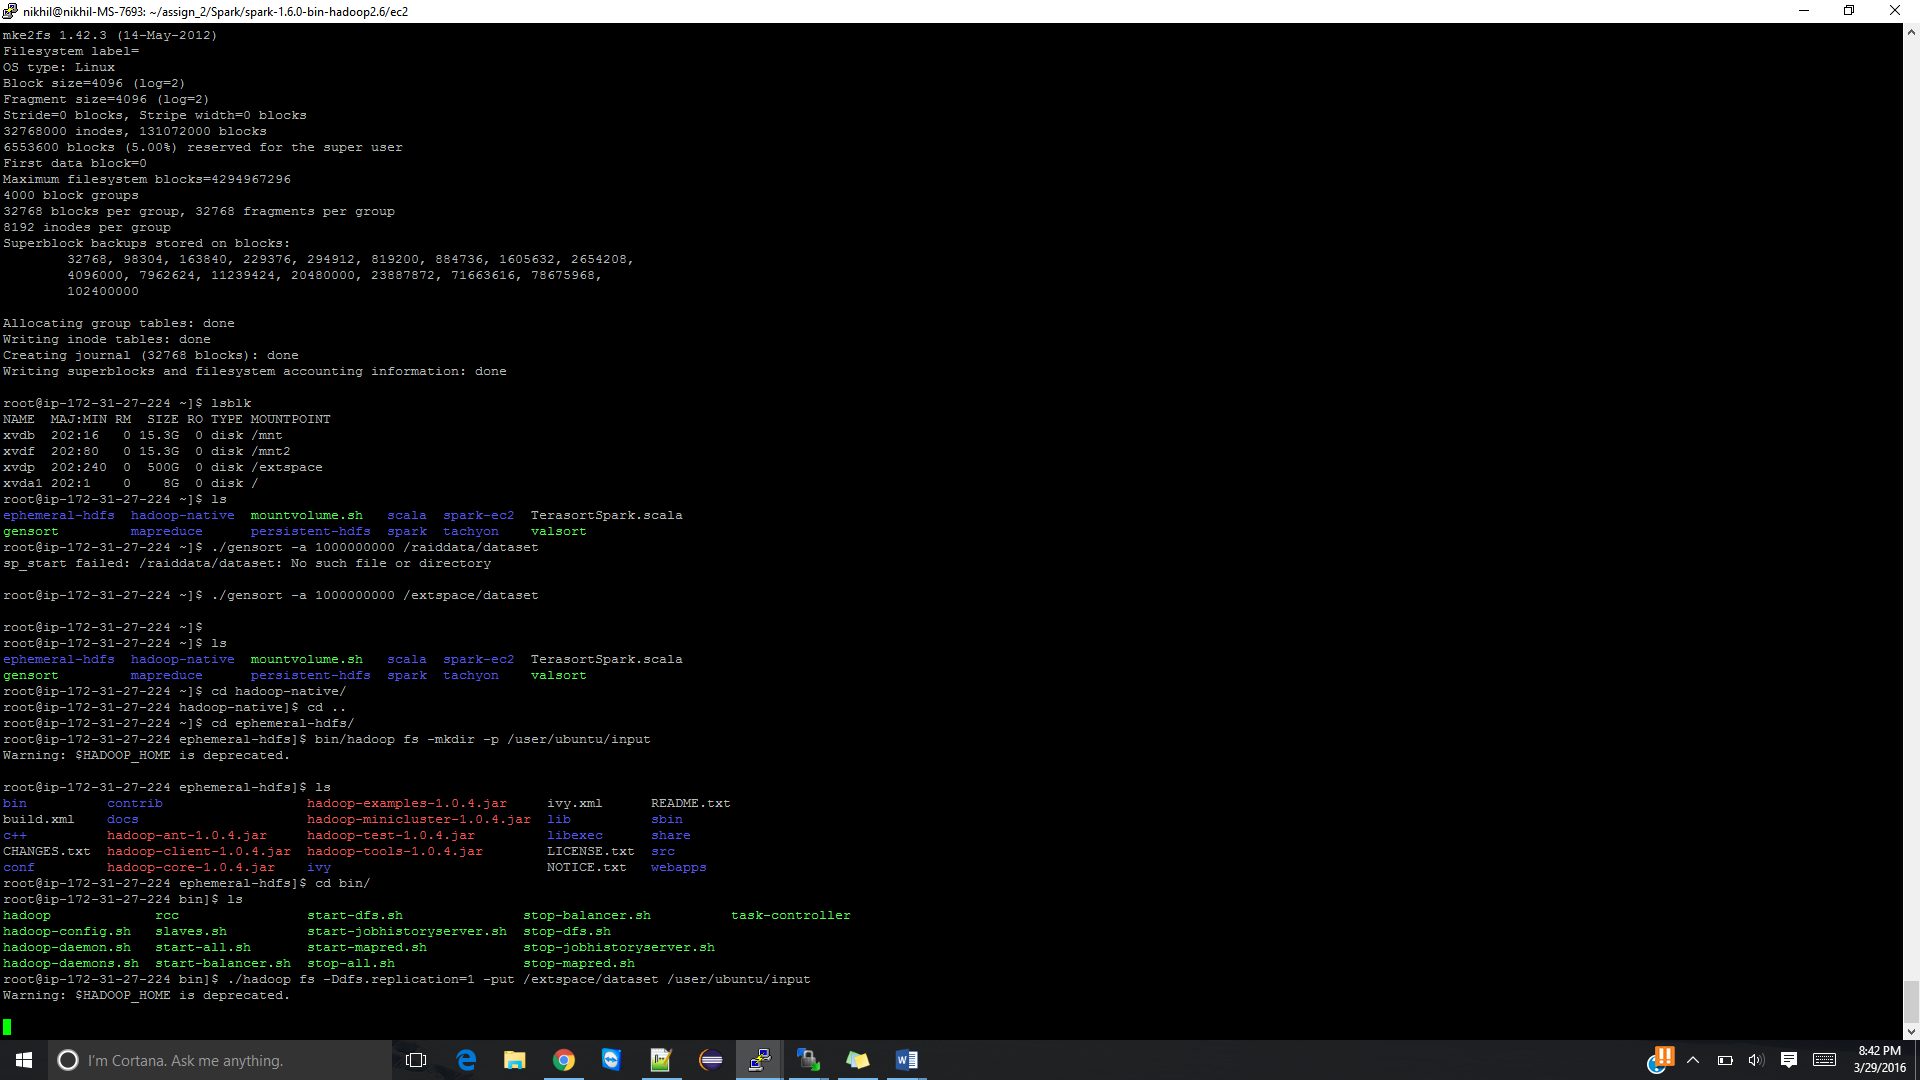 nikhil@nikhil-MS-7693: ~/assign_2/Spark/spark-1.6.0-bin-hadoop2.6/ec2
mke2fs 1.42.3 (14-May-2012)
Filesystem label=
OS type: Linux
Block size=4096 (log=2)
Fragment size=4096 (log=2)
Stride=0 blocks, Stripe width=0 blocks
32768000 inodes, 131072000 blocks
6553600 blocks (5.00%) reserved for the super user
First data block=0
Maximum filesystem blocks=4294967296
4000 block groups
32768 blocks per group, 32768 fragments per group
8192 inodes per group
Superblock backups stored on blocks:
32768, 98304, 163840, 229376, 294912, 819200, 884736, 1605632, 2654208,
4096000, 7962624, 11239424, 20480000, 23887872, 71663616, 78675968,
102400000
Allocating group tables: done
Writing inode tables: done
Creating journal (32768 blocks): done
Writing superblocks and filesystem accounting information: done
root@ip-172-31-27-224 ~]$ lsblk
NAME  MAJ:MIN RM   SIZE RO TYPE MOUNTPOINT
xvdb  202:16   0 15.3G  0 disk /mnt
xvdf  202:80   0 15.3G  0 disk /mnt2
xvdp  202:240  0  500G  0 disk /extspace
xvda1 202:1    0    8G  0 disk /
root@ip-172-31-27-224 ~]$ ls
ephemeral-hdfs  hadoop-native  mountvolume.sh   scala  spark-ec2  TerasortSpark.scala
gensort         mapreduce      persistent-hdfs  spark  tachyon    valsort
root@ip-172-31-27-224 ~]$ ./gensort -a 1000000000 /raiddata/dataset
sp_start failed: /raiddata/dataset: No such file or directory
root@ip-172-31-27-224 ~]$ ./gensort -a 1000000000 /extspace/dataset
root@ip-172-31-27-224 ~]$
root@ip-172-31-27-224 ~]$ ls
ephemeral-hdfs  hadoop-native  mountvolume.sh   scala  spark-ec2  TerasortSpark.scala
gensort         mapreduce      persistent-hdfs  spark  tachyon    valsort
root@ip-172-31-27-224 ~]$ cd hadoop-native/
root@ip-172-31-27-224 hadoop-native]$ cd ..
root@ip-172-31-27-224 ~]$ cd ephemeral-hdfs/
root@ip-172-31-27-224 ephemeral-hdfs]$ bin/hadoop fs -mkdir -p /user/ubuntu/input
Warning: $HADOOP_HOME is deprecated.
root@ip-172-31-27-224 ephemeral-hdfs]$ ls
bin          contrib                  hadoop-examples-1.0.4.jar     ivy.xml      README.txt
build.xml    docs                     hadoop-minicluster-1.0.4.jar  lib          sbin
c++          hadoop-ant-1.0.4.jar     hadoop-test-1.0.4.jar         libexec      share
CHANGES.txt  hadoop-client-1.0.4.jar  hadoop-tools-1.0.4.jar        LICENSE.txt  src
conf         hadoop-core-1.0.4.jar    ivy                           NOTICE.txt   webapps
root@ip-172-31-27-224 ephemeral-hdfs]$ cd bin/
root@ip-172-31-27-224 bin]$ ls
hadoop             rcc                start-dfs.sh               stop-balancer.sh          task-controller
hadoop-config.sh   slaves.sh          start-jobhistoryserver.sh  stop-dfs.sh
hadoop-daemon.sh   start-all.sh       start-mapred.sh            stop-jobhistoryserver.sh
hadoop-daemons.sh  start-balancer.sh  stop-all.sh                stop-mapred.sh
root@ip-172-31-27-224 bin]$ ./hadoop fs -Ddfs.replication=1 -put /extspace/dataset /user/ubuntu/input
Warning: $HADOOP_HOME is deprecated.
I'm Cortana. Ask me anything.
8:42 PM
3/29/2016